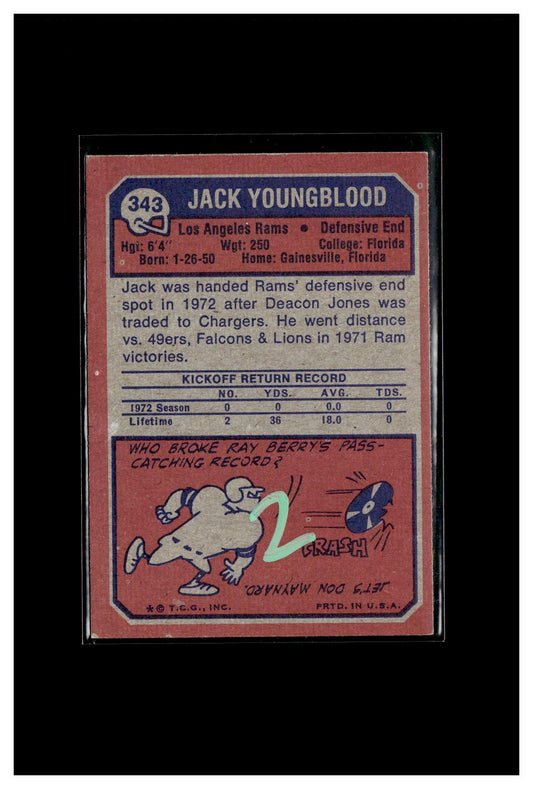 343
JACK YOUNGBLOOD
Los Angeles Rams • Defensive End
Hgt: 6'4" Wgt: 250 College: Florida
Born: 1-26-50 Home: Gainesville, Florida
Jack was handed Rams' defensive end
spot in 1972 after Deacon Jones was
traded to Chargers. He went distance
vs. 49ers, Falcons & Lions in 1971 Ram
victories.
KICKOFF RETURN RECORD
NO. YDS. AVG. TDS.
1972 Season 0 0 0.0 0
Lifetime 2 36 18.0 0
WHO BROKE RAY BERRY'S PASS-
CATCHING RECORD?
2
CRASH
JET'S DON MAYNARD.
* © T.C.G., INC. PRTD. IN U.S.A.